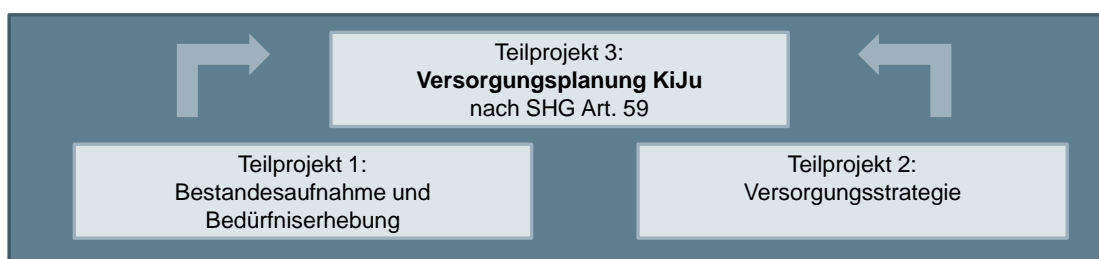 Teilprojekt 3:
Versorgungsplanung KiJu
nach SHG Art. 59
Teilprojekt 1:
Bestandesaufnahme und
Bedürfniserhebung
Teilprojekt 2:
Versorgungsstrategie